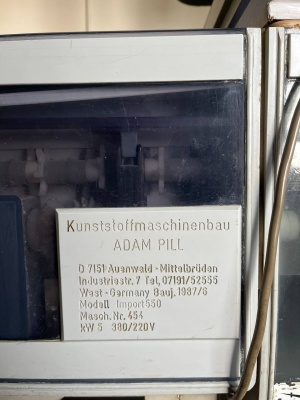 Kunststoffmaschinenbau
ADAM PILL
D 7151 Auenwald-Mittelbrüden
Industriestr. 7 Tel, 07191/52555
West-Germany Bauj. 1987/6
Modell Import 550
Masch. Nr. 454
kW 5 380/220V